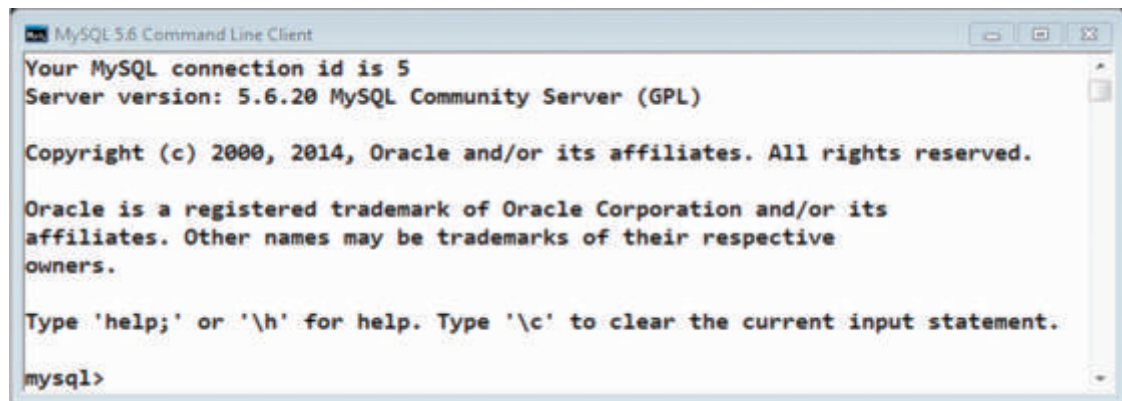 MySQL 5.6 Command Line Client
Your MySQL connection id is 5
Server version: 5.6.20 MySQL Community Server (GPL)
Copyright (c) 2000, 2014, Oracle and/or its affiliates. All rights reserved.
Oracle is a registered trademark of Oracle Corporation and/or its
affiliates. Other names may be trademarks of their respective
owners.
Type 'help;' or '\h' for help. Type '\c' to clear the current input statement.
mysql>